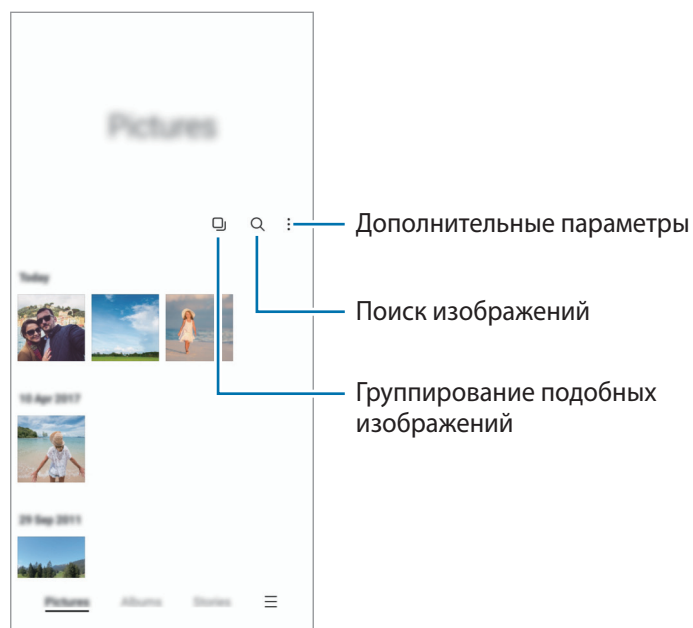 Pictures
Дополнительные параметры
Today
Поиск изображений
Группирование подобных
изображений
10 Apr 2017
29 Sep 2011
Pictures Albums Stories